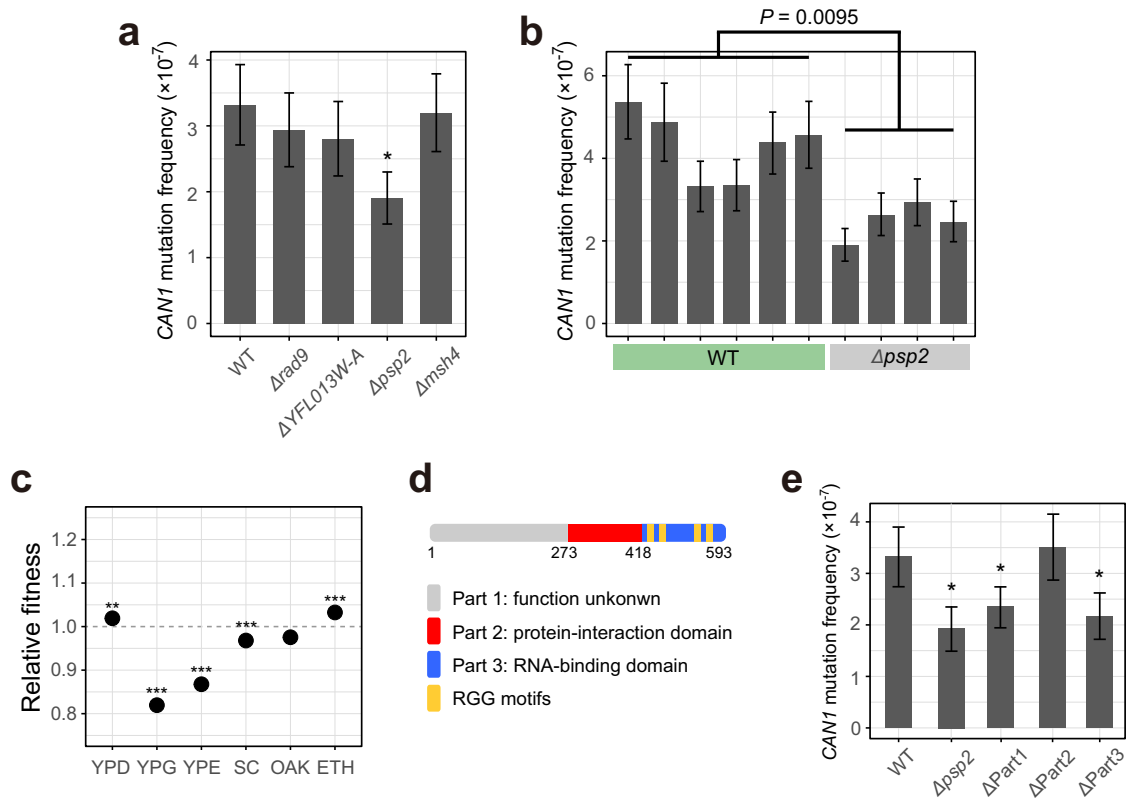 a
CAN1 mutation frequency (×10-7)
4
3
2
1
0
*
WT
Δrad9
ΔYFL013W-A
Δpsp2
Δmsh4
b
P = 0.0095
CAN1 mutation frequency (×10-7)
6
4
2
0
WT
Δpsp2
c
Relative fitness
1.2
1.1
1.0
0.9
0.8
**
***
***
***
***
YPD YPG YPE SC OAK ETH
d
1 273 418 593
Part 1: function unkonwn
Part 2: protein-interaction domain
Part 3: RNA-binding domain
RGG motifs
e
CAN1 mutation frequency (×10-7)
4
3
2
1
0
*
*
*
WT
Δpsp2
ΔPart1
ΔPart2
ΔPart3